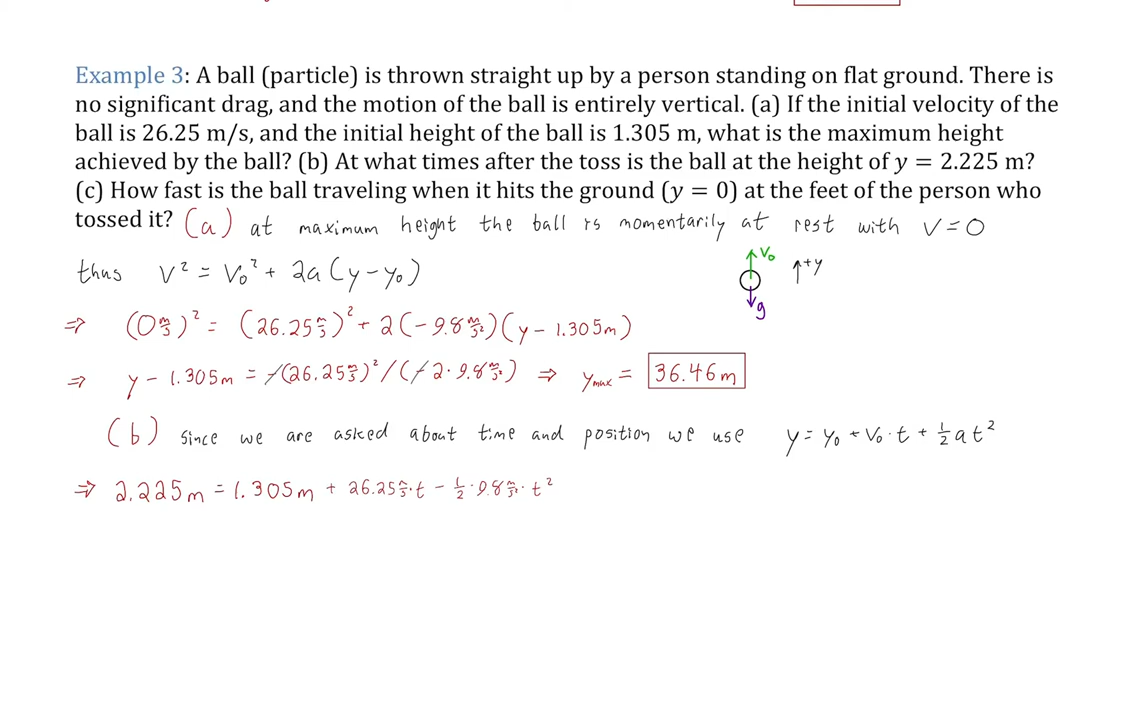 Example 3: A ball (particle) is thrown straight up by a person standing on flat ground. There is
no significant drag, and the motion of the ball is entirely vertical. (a) If the initial velocity of the
ball is 26.25 m/s, and the initial height of the ball is 1.305 m, what is the maximum height
achieved by the ball? (b) At what times after the toss is the ball at the height of y = 2.225 m?
(c) How fast is the ball traveling when it hits the ground (y = 0) at the feet of the person who
tossed it? (a) at maximum height the ball is momentarily at rest with v = 0
thus v² = v₀² + 2a(y − y₀)
v₀
+y
g
⇒ (0 m/s)² = (26.25 m/s)² + 2(−9.8 m/s²)(y − 1.305m)
⇒ y − 1.305m = −(26.25 m/s)² / (−2 · 9.8 m/s²) ⇒ y_max = 36.46m
(b) since we are asked about time and position we use y = y₀ + v₀ · t + ½ a t²
⇒ 2.225m = 1.305m + 26.25 m/s · t − ½ · 9.8 m/s² · t²